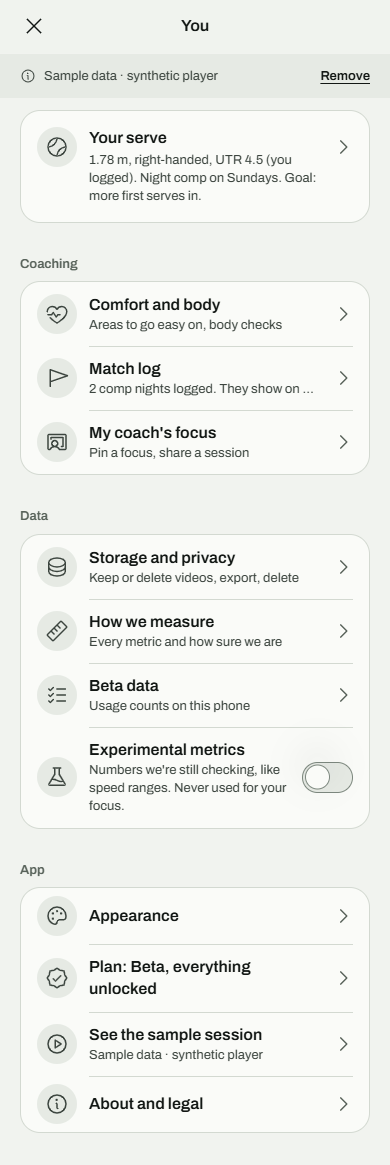 You
Sample data · synthetic player
Remove
Your serve
1.78 m, right-handed, UTR 4.5 (you
logged). Night comp on Sundays. Goal:
more first serves in.
Coaching
Comfort and body
Areas to go easy on, body checks
Match log
2 comp nights logged. They show on ...
My coach's focus
Pin a focus, share a session
Data
Storage and privacy
Keep or delete videos, export, delete
How we measure
Every metric and how sure we are
Beta data
Usage counts on this phone
Experimental metrics
Numbers we're still checking, like
speed ranges. Never used for your
focus.
App
Appearance
Plan: Beta, everything
unlocked
See the sample session
Sample data · synthetic player
About and legal